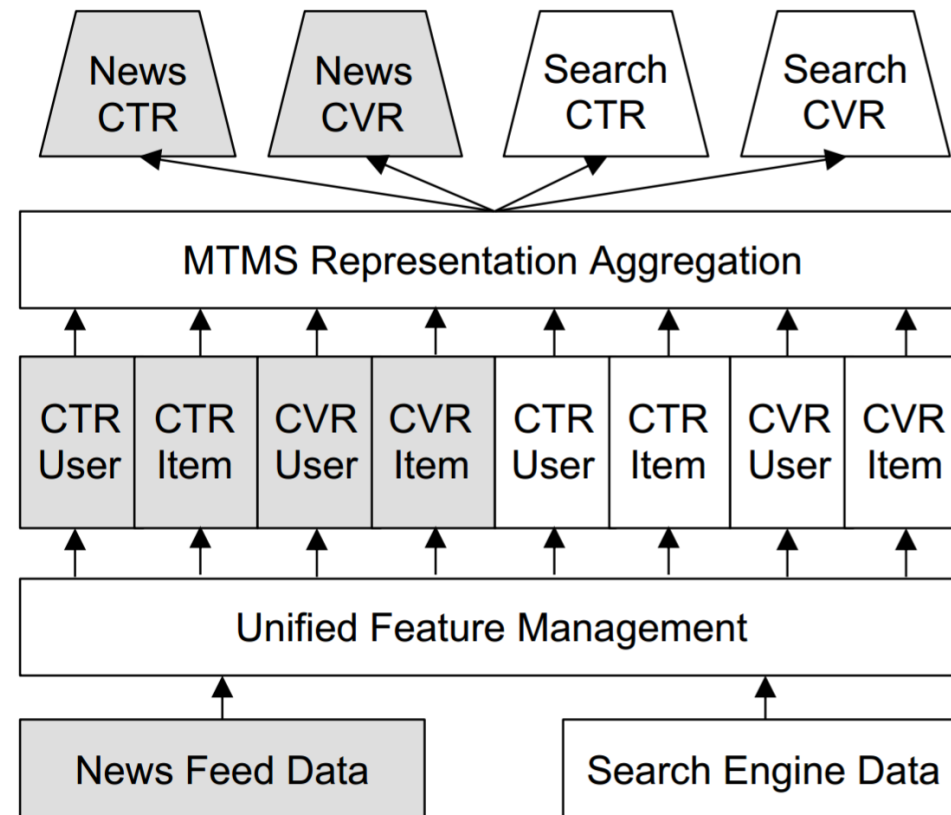 News
CTR
News
CVR
Search
CTR
Search
CVR
MTMS Representation Aggregation
CTR
User
CTR
Item
CVR
User
CVR
Item
CTR
User
CTR
Item
CVR
User
CVR
Item
Unified Feature Management
News Feed Data
Search Engine Data